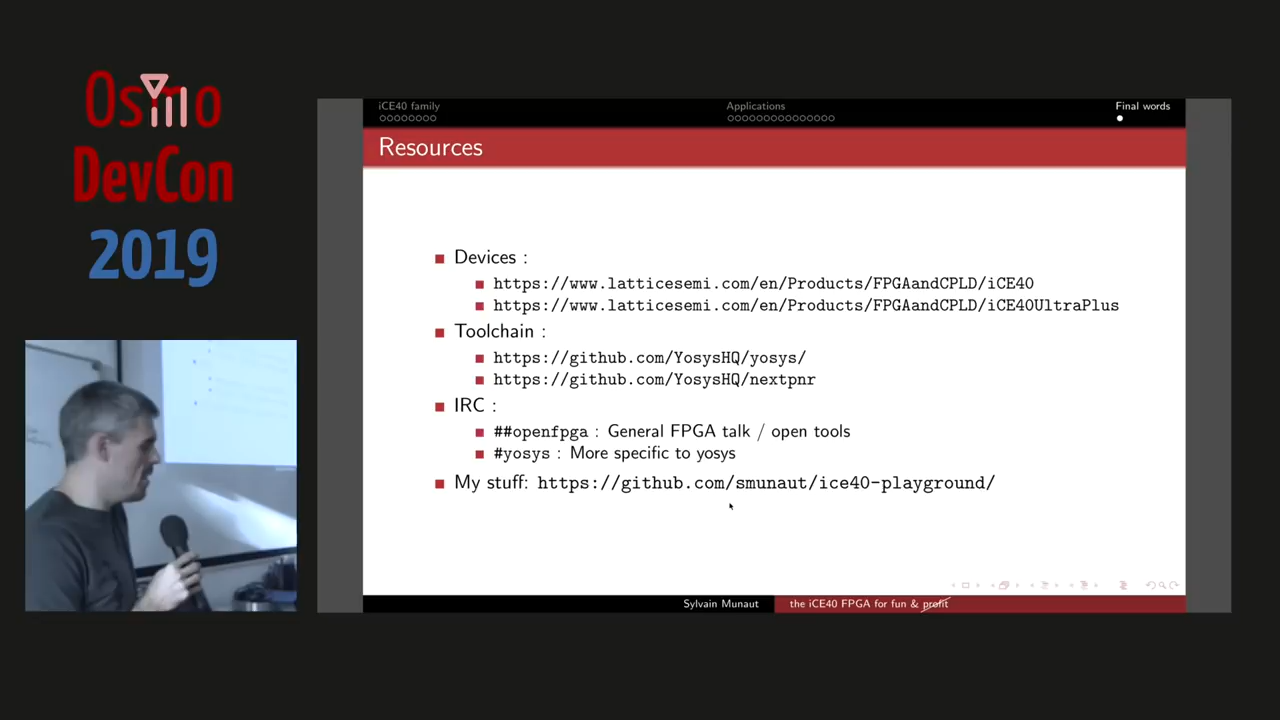 Osmo
DevCon
2019
iCE40 family
Applications
Final words
Resources
Devices :
https://www.latticesemi.com/en/Products/FPGAandCPLD/iCE40
https://www.latticesemi.com/en/Products/FPGAandCPLD/iCE40UltraPlus
Toolchain :
https://github.com/YosysHQ/yosys/
https://github.com/YosysHQ/nextpnr
IRC :
##openfpga : General FPGA talk / open tools
#yosys : More specific to yosys
My stuff: https://github.com/smunaut/ice40-playground/
Sylvain Munaut
the iCE40 FPGA for fun & profit